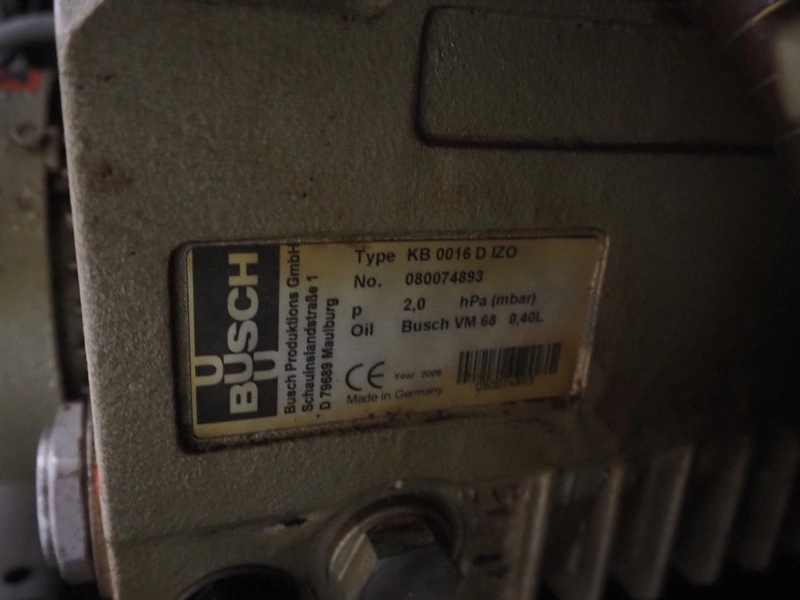 BUSCH
Busch Produktions GmbH
Schauinslandstraße 1
D 79689 Maulburg
Type KB 0016 D IZO
No. 080074893
p 2,0 hPa (mbar)
Oil Busch VM 68 0,40L
CE Year 2008
Made in Germany
080074893